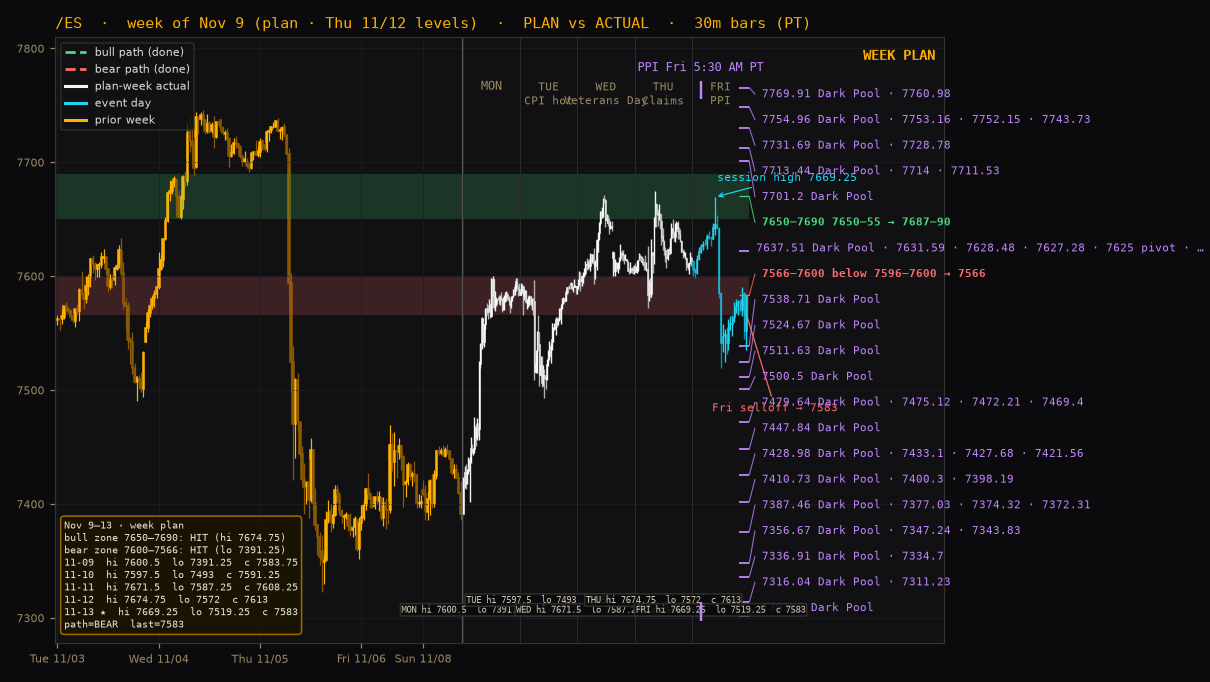 /ES · week of Nov 9 (plan · Thu 11/12 levels) · PLAN vs ACTUAL · 30m bars (PT)
7800
7700
7600
7500
7400
7300
bull path (done)
bear path (done)
plan-week actual
event day
prior week
WEEK PLAN
PPI Fri 5:30 AM PT
MON
TUE
WED
THU
FRI
CPI hot
Veterans Day
Claims
PPI
7769.91 Dark Pool · 7760.98
7754.96 Dark Pool · 7753.16 · 7752.15 · 7743.73
7731.69 Dark Pool · 7728.78
7713.44 Dark Pool · 7714 · 7711.53
session high 7669.25
7701.2 Dark Pool
7650–7690 7650–55 → 7687–90
7637.51 Dark Pool · 7631.59 · 7628.48 · 7627.28 · 7625 pivot · …
7566–7600 below 7596–7600 → 7566
7538.71 Dark Pool
7524.67 Dark Pool
7511.63 Dark Pool
7500.5 Dark Pool
7479.64 Dark Pool · 7475.12 · 7472.21 · 7469.4
Fri selloff → 7583
7447.84 Dark Pool
7428.98 Dark Pool · 7433.1 · 7427.68 · 7421.56
7410.73 Dark Pool · 7400.3 · 7398.19
7387.46 Dark Pool · 7377.03 · 7374.32 · 7372.31
7356.67 Dark Pool · 7347.24 · 7343.83
7336.91 Dark Pool · 7334.7
7316.04 Dark Pool · 7311.23
Dark Pool
Nov 9–13 · week plan
bull zone 7650–7690: HIT (hi 7674.75)
bear zone 7600–7566: HIT (lo 7391.25)
11-09 hi 7600.5 lo 7391.25 c 7583.75
11-10 hi 7597.5 lo 7493 c 7591.25
11-11 hi 7671.5 lo 7587.25 c 7608.25
11-12 hi 7674.75 lo 7572 c 7613
11-13 ★ hi 7669.25 lo 7519.25 c 7583
path=BEAR last=7583
TUE hi 7597.5 lo 7493
THU hi 7674.75 lo 7572 c 7613
MON hi 7600.5 lo 7391
WED hi 7671.5 lo 7587.2
FRI hi 7669.25 lo 7519.25 c 7583
Tue 11/03
Wed 11/04
Thu 11/05
Fri 11/06
Sun 11/08